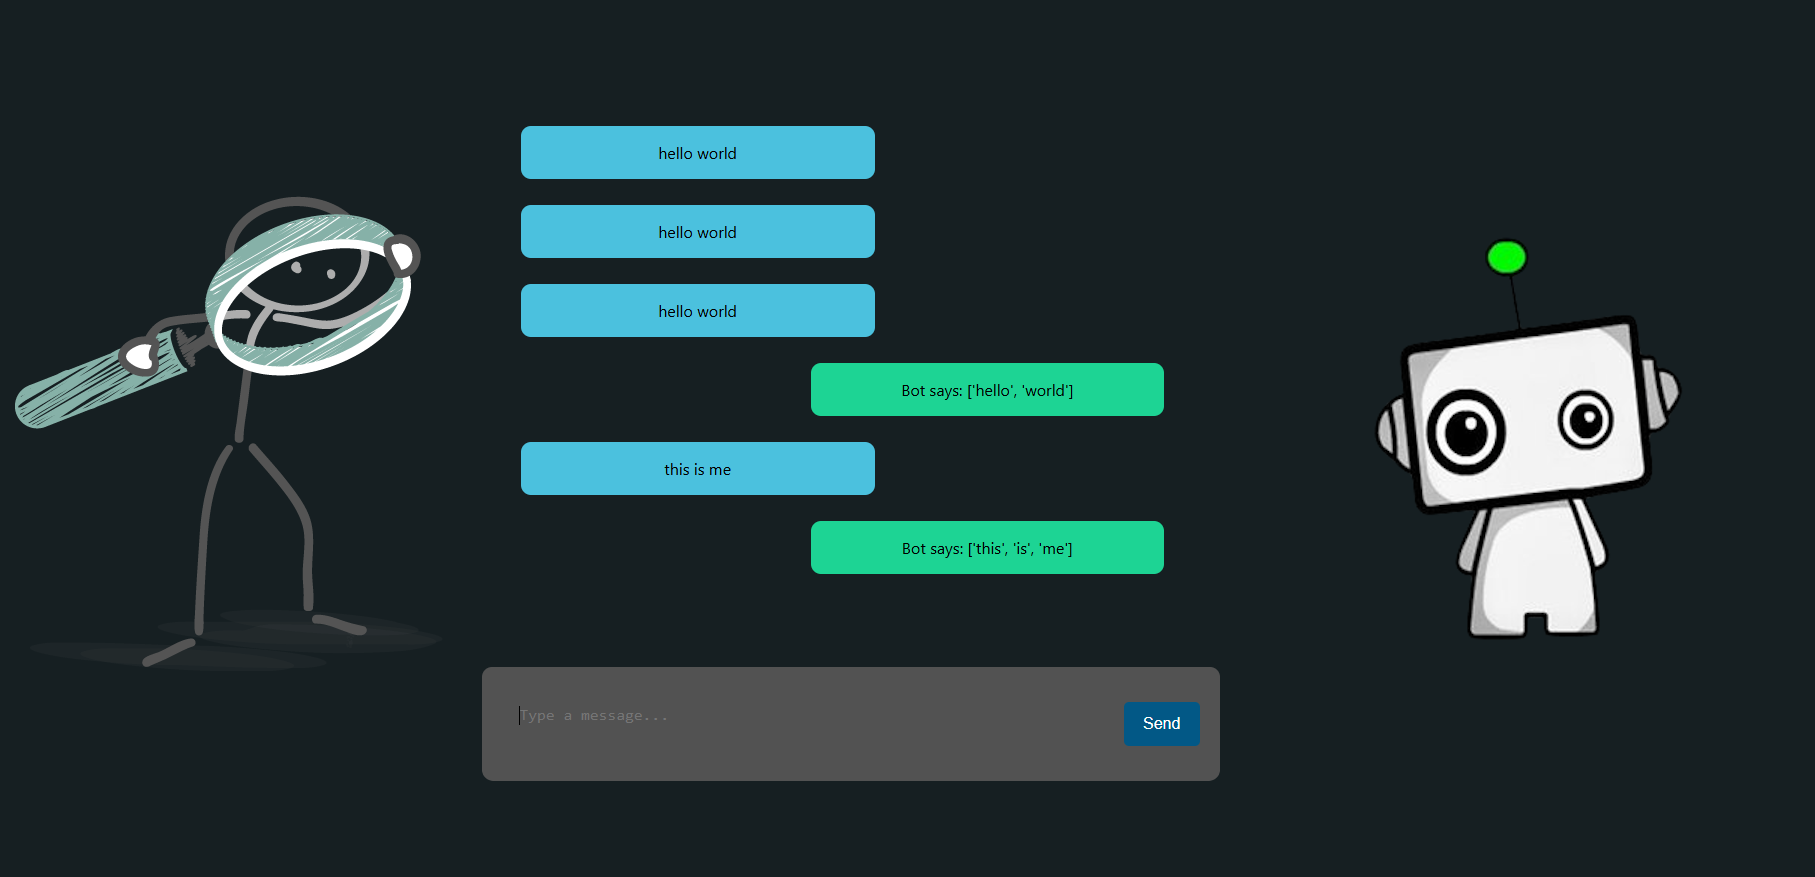 hello world
hello world
hello world
Bot says: ['hello', 'world']
this is me
Bot says: ['this', 'is', 'me']
Type a message...
Send